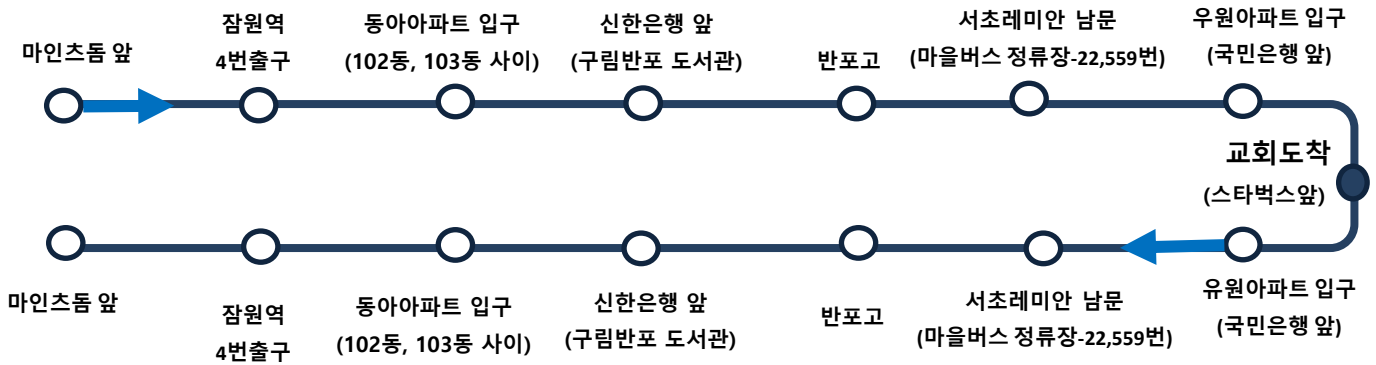 마인츠돔 앞
잠원역
4번출구
동아아파트 입구
(102동, 103동 사이)
신한은행 앞
(구림반포 도서관)
반포고
서초레미안 남문
(마을버스 정류장-22,559번)
우원아파트 입구
(국민은행 앞)
교회도착
(스타벅스앞)
마인츠돔 앞
잠원역
4번출구
동아아파트 입구
(102동, 103동 사이)
신한은행 앞
(구림반포 도서관)
반포고
서초레미안 남문
(마을버스 정류장-22,559번)
유원아파트 입구
(국민은행 앞)